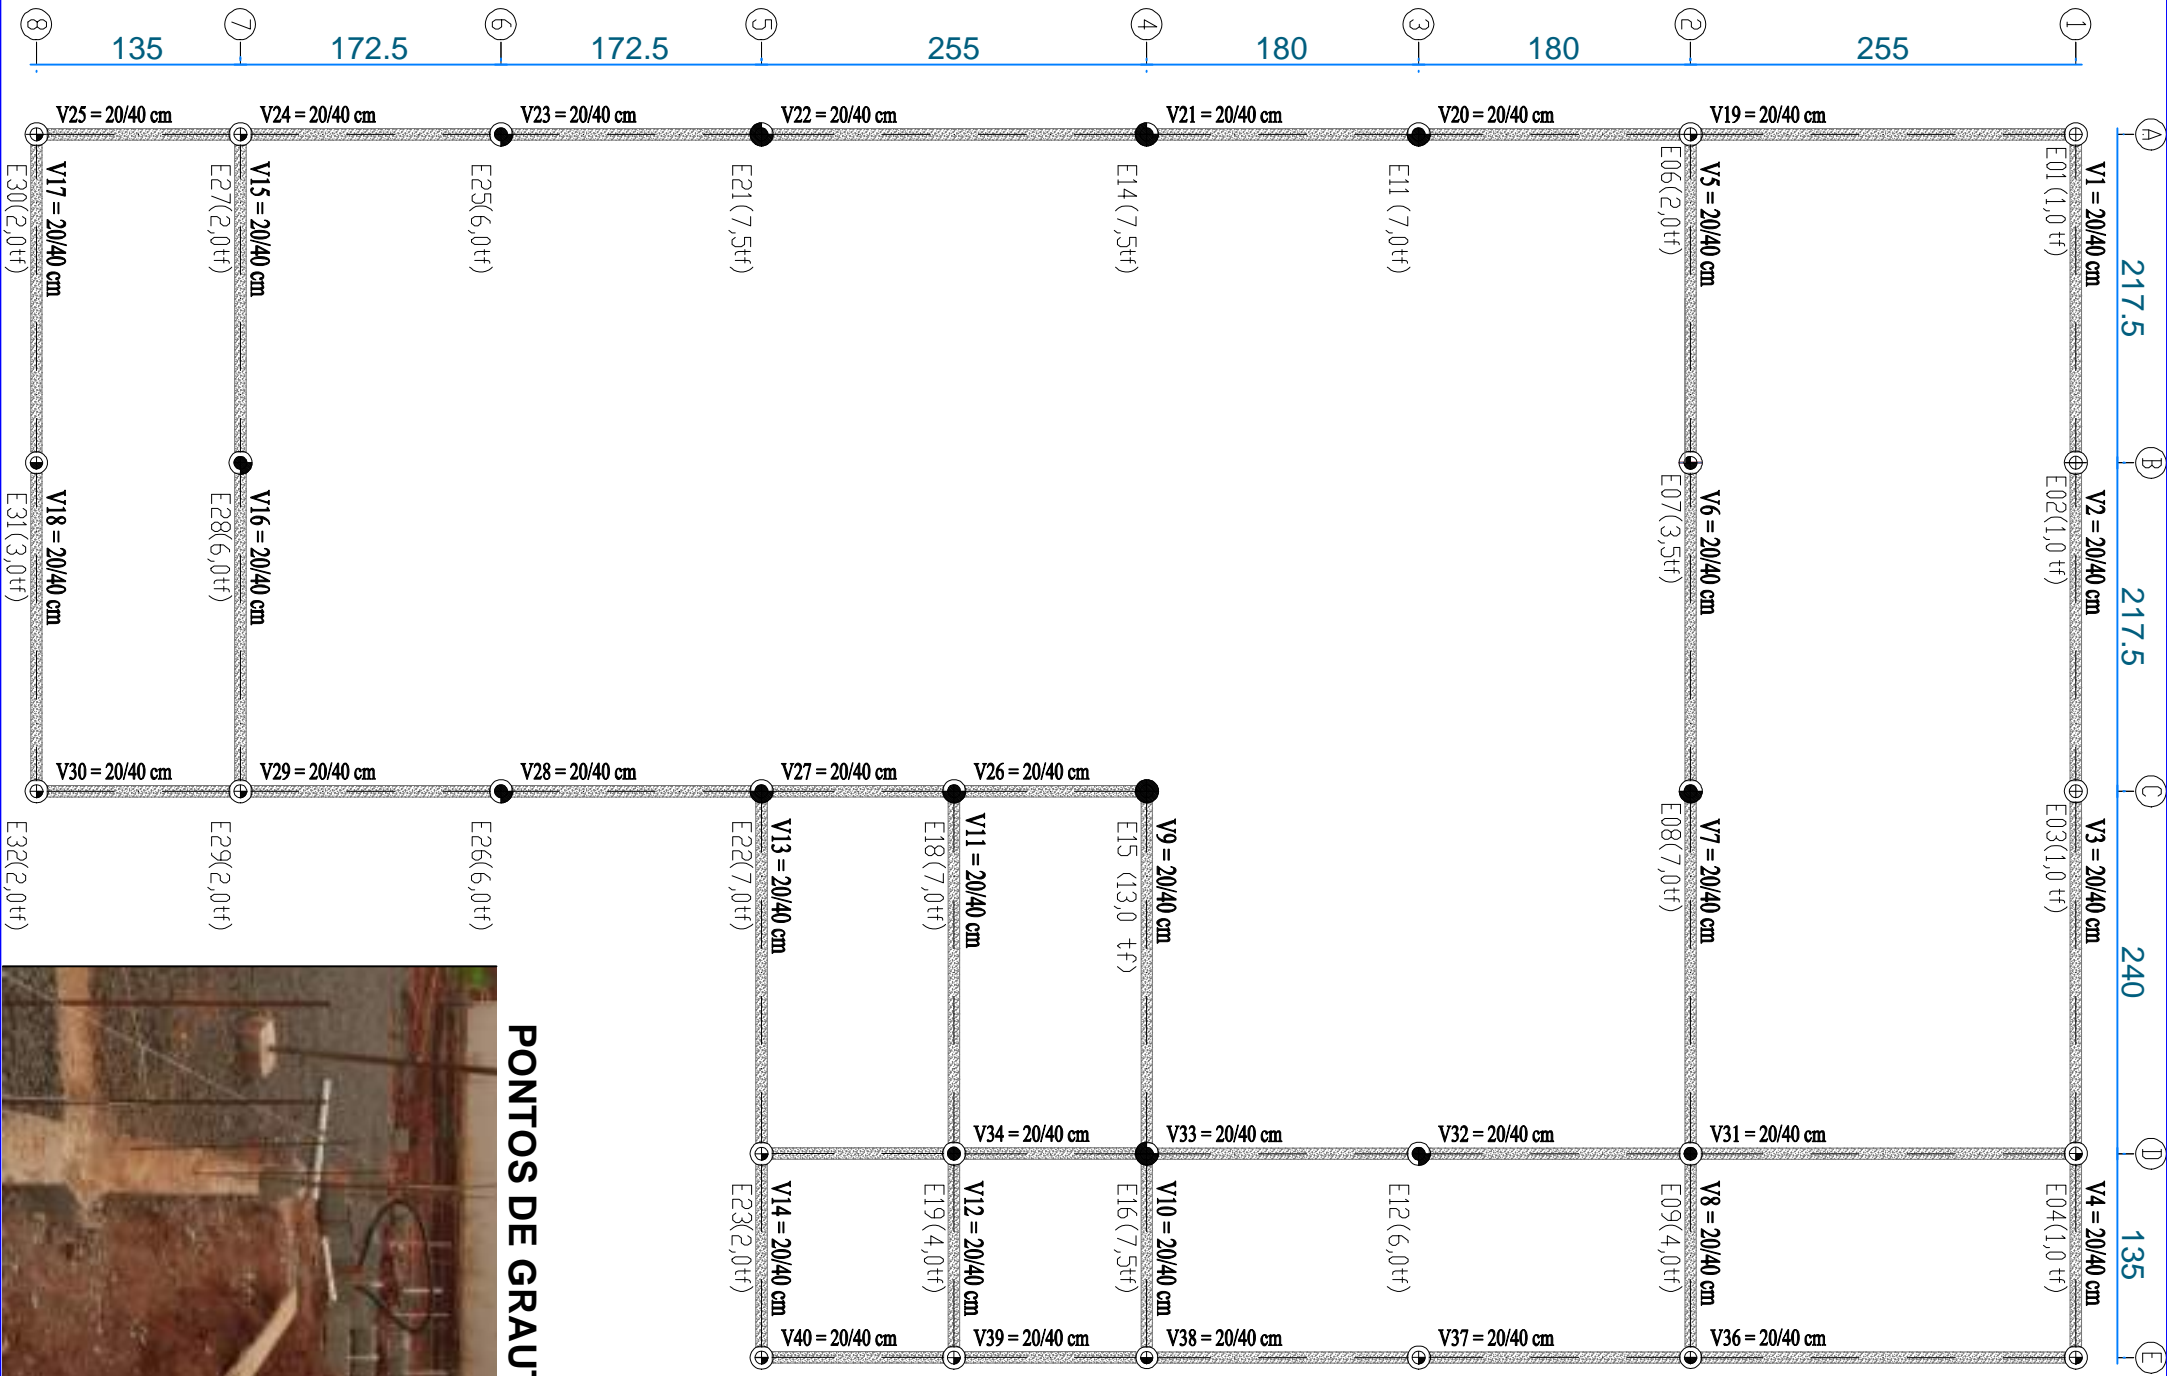 8
7
6
5
4
3
2
1
135
172.5
172.5
255
180
180
255
A
B
C
D
E
217.5
217.5
240
135
V25 = 20/40 cm
V24 = 20/40 cm
V23 = 20/40 cm
V22 = 20/40 cm
V21 = 20/40 cm
V20 = 20/40 cm
V19 = 20/40 cm
V17 = 20/40 cm
E30(2,0tf)
V15 = 20/40 cm
E27(2,0tf)
E25(6,0tf)
E21(7,5tf)
E14(7,5tf)
E11(7,0tf)
V5 = 20/40 cm
E06(2,0tf)
V1 = 20/40 cm
E01(1,0tf)
V18 = 20/40 cm
E31(3,0tf)
V16 = 20/40 cm
E28(6,0tf)
V6 = 20/40 cm
E07(3,5tf)
V2 = 20/40 cm
E02(1,0 tf)
V30 = 20/40 cm
V29 = 20/40 cm
V28 = 20/40 cm
V27 = 20/40 cm
V26 = 20/40 cm
E32(2,0tf)
E29(2,0tf)
E26(6,0tf)
V13 = 20/40 cm
E22(7,0tf)
V11 = 20/40 cm
E18(7,0tf)
V9 = 20/40 cm
E15 (13,0 tf)
V7 = 20/40 cm
E08(7,0tf)
V3 = 20/40 cm
E03(1,0 tf)
V34 = 20/40 cm
V33 = 20/40 cm
V32 = 20/40 cm
V31 = 20/40 cm
V14 = 20/40 cm
E23(2,0tf)
V12 = 20/40 cm
E19(4,0tf)
V10 = 20/40 cm
E16(7,5tf)
E12(6,0tf)
V8 = 20/40 cm
E09(4,0tf)
V4 = 20/40 cm
E04(1,0 tf)
V40 = 20/40 cm
V39 = 20/40 cm
V38 = 20/40 cm
V37 = 20/40 cm
V36 = 20/40 cm
PONTOS DE GRAUT